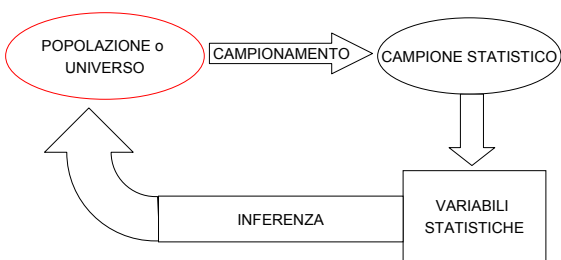 POPOLAZIONE o
UNIVERSO
CAMPIONAMENTO
CAMPIONE STATISTICO
VARIABILI
STATISTICHE
INFERENZA